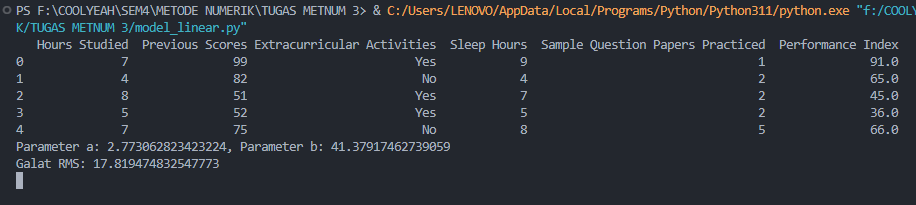 PS F:\COOLYEAH\SEM4\METODE NUMERIK\TUGAS METNUM 3> & C:/Users/LENOVO/AppData/Local/Programs/Python/Python311/python.exe "f:/COOLY
K/TUGAS METNUM 3/model_linear.py"
Hours Studied Previous Scores Extracurricular Activities Sleep Hours Sample Question Papers Practiced Performance Index
0 7 99 Yes 9 1 91.0
1 4 82 No 4 2 65.0
2 8 51 Yes 7 2 45.0
3 5 52 Yes 5 2 36.0
4 7 75 No 8 5 66.0
Parameter a: 2.773062823423224, Parameter b: 41.37917462739059
Galat RMS: 17.819474832547773